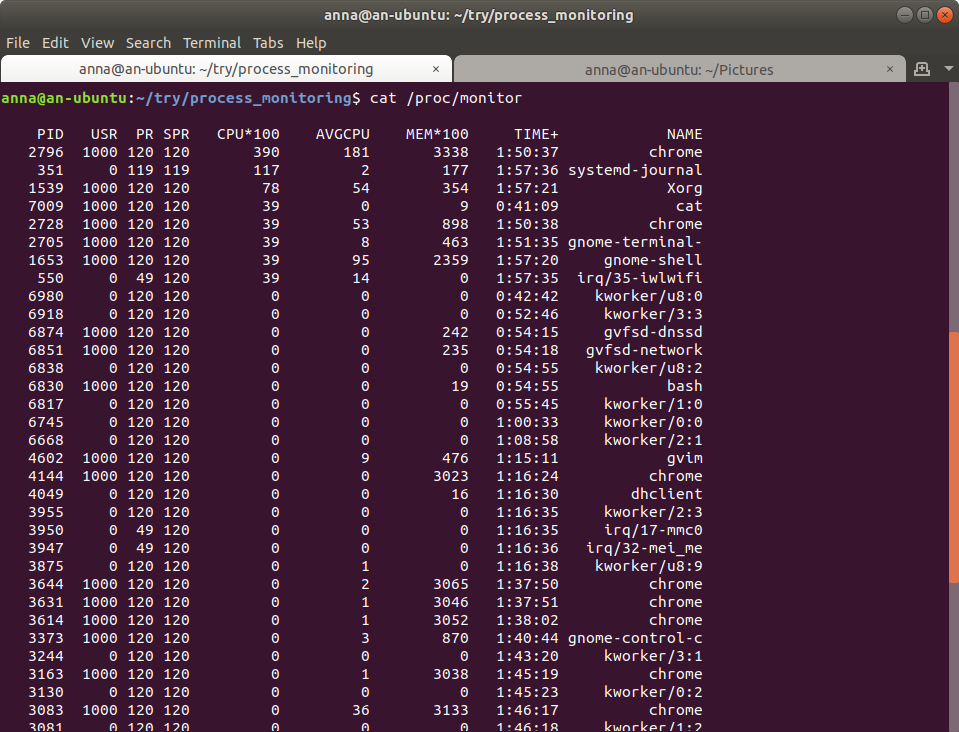 anna@an-ubuntu: ~/try/process_monitoring
File Edit View Search Terminal Tabs Help
anna@an-ubuntu: ~/try/process_monitoring × anna@an-ubuntu: ~/Pictures ×
anna@an-ubuntu:~/try/process_monitoring$ cat /proc/monitor
PID USR PR SPR CPU*100 AVGCPU MEM*100 TIME+ NAME
2796 1000 120 120 390 181 3338 1:50:37 chrome
351 0 119 119 117 2 177 1:57:36 systemd-journal
1539 1000 120 120 78 54 354 1:57:21 Xorg
7009 1000 120 120 39 0 9 0:41:09 cat
2728 1000 120 120 39 53 898 1:50:38 chrome
2705 1000 120 120 39 8 463 1:51:35 gnome-terminal-
1653 1000 120 120 39 95 2359 1:57:20 gnome-shell
550 0 49 120 39 14 0 1:57:35 irq/35-iwlwifi
6980 0 120 120 0 0 0 0:42:42 kworker/u8:0
6918 0 120 120 0 0 0 0:52:46 kworker/3:3
6874 1000 120 120 0 0 242 0:54:15 gvfsd-dnssd
6851 1000 120 120 0 0 235 0:54:18 gvfsd-network
6838 0 120 120 0 0 0 0:54:55 kworker/u8:2
6830 1000 120 120 0 0 19 0:54:55 bash
6817 0 120 120 0 0 0 0:55:45 kworker/1:0
6745 0 120 120 0 0 0 1:00:33 kworker/0:0
6668 0 120 120 0 0 0 1:08:58 kworker/2:1
4602 1000 120 120 0 9 476 1:15:11 gvim
4144 1000 120 120 0 0 3023 1:16:24 chrome
4049 0 120 120 0 0 16 1:16:30 dhclient
3955 0 120 120 0 0 0 1:16:35 kworker/2:3
3950 0 49 120 0 0 0 1:16:35 irq/17-mmc0
3947 0 49 120 0 0 0 1:16:36 irq/32-mei_me
3875 0 120 120 0 1 0 1:16:38 kworker/u8:9
3644 1000 120 120 0 2 3065 1:37:50 chrome
3631 1000 120 120 0 1 3046 1:37:51 chrome
3614 1000 120 120 0 1 3052 1:38:02 chrome
3373 1000 120 120 0 3 870 1:40:44 gnome-control-c
3244 0 120 120 0 0 0 1:43:20 kworker/3:1
3163 1000 120 120 0 1 3038 1:45:19 chrome
3130 0 120 120 0 0 0 1:45:23 kworker/0:2
3083 1000 120 120 0 36 3133 1:46:17 chrome
3081 0 120 120 0 0 0 1:46:18 kworker/1:2